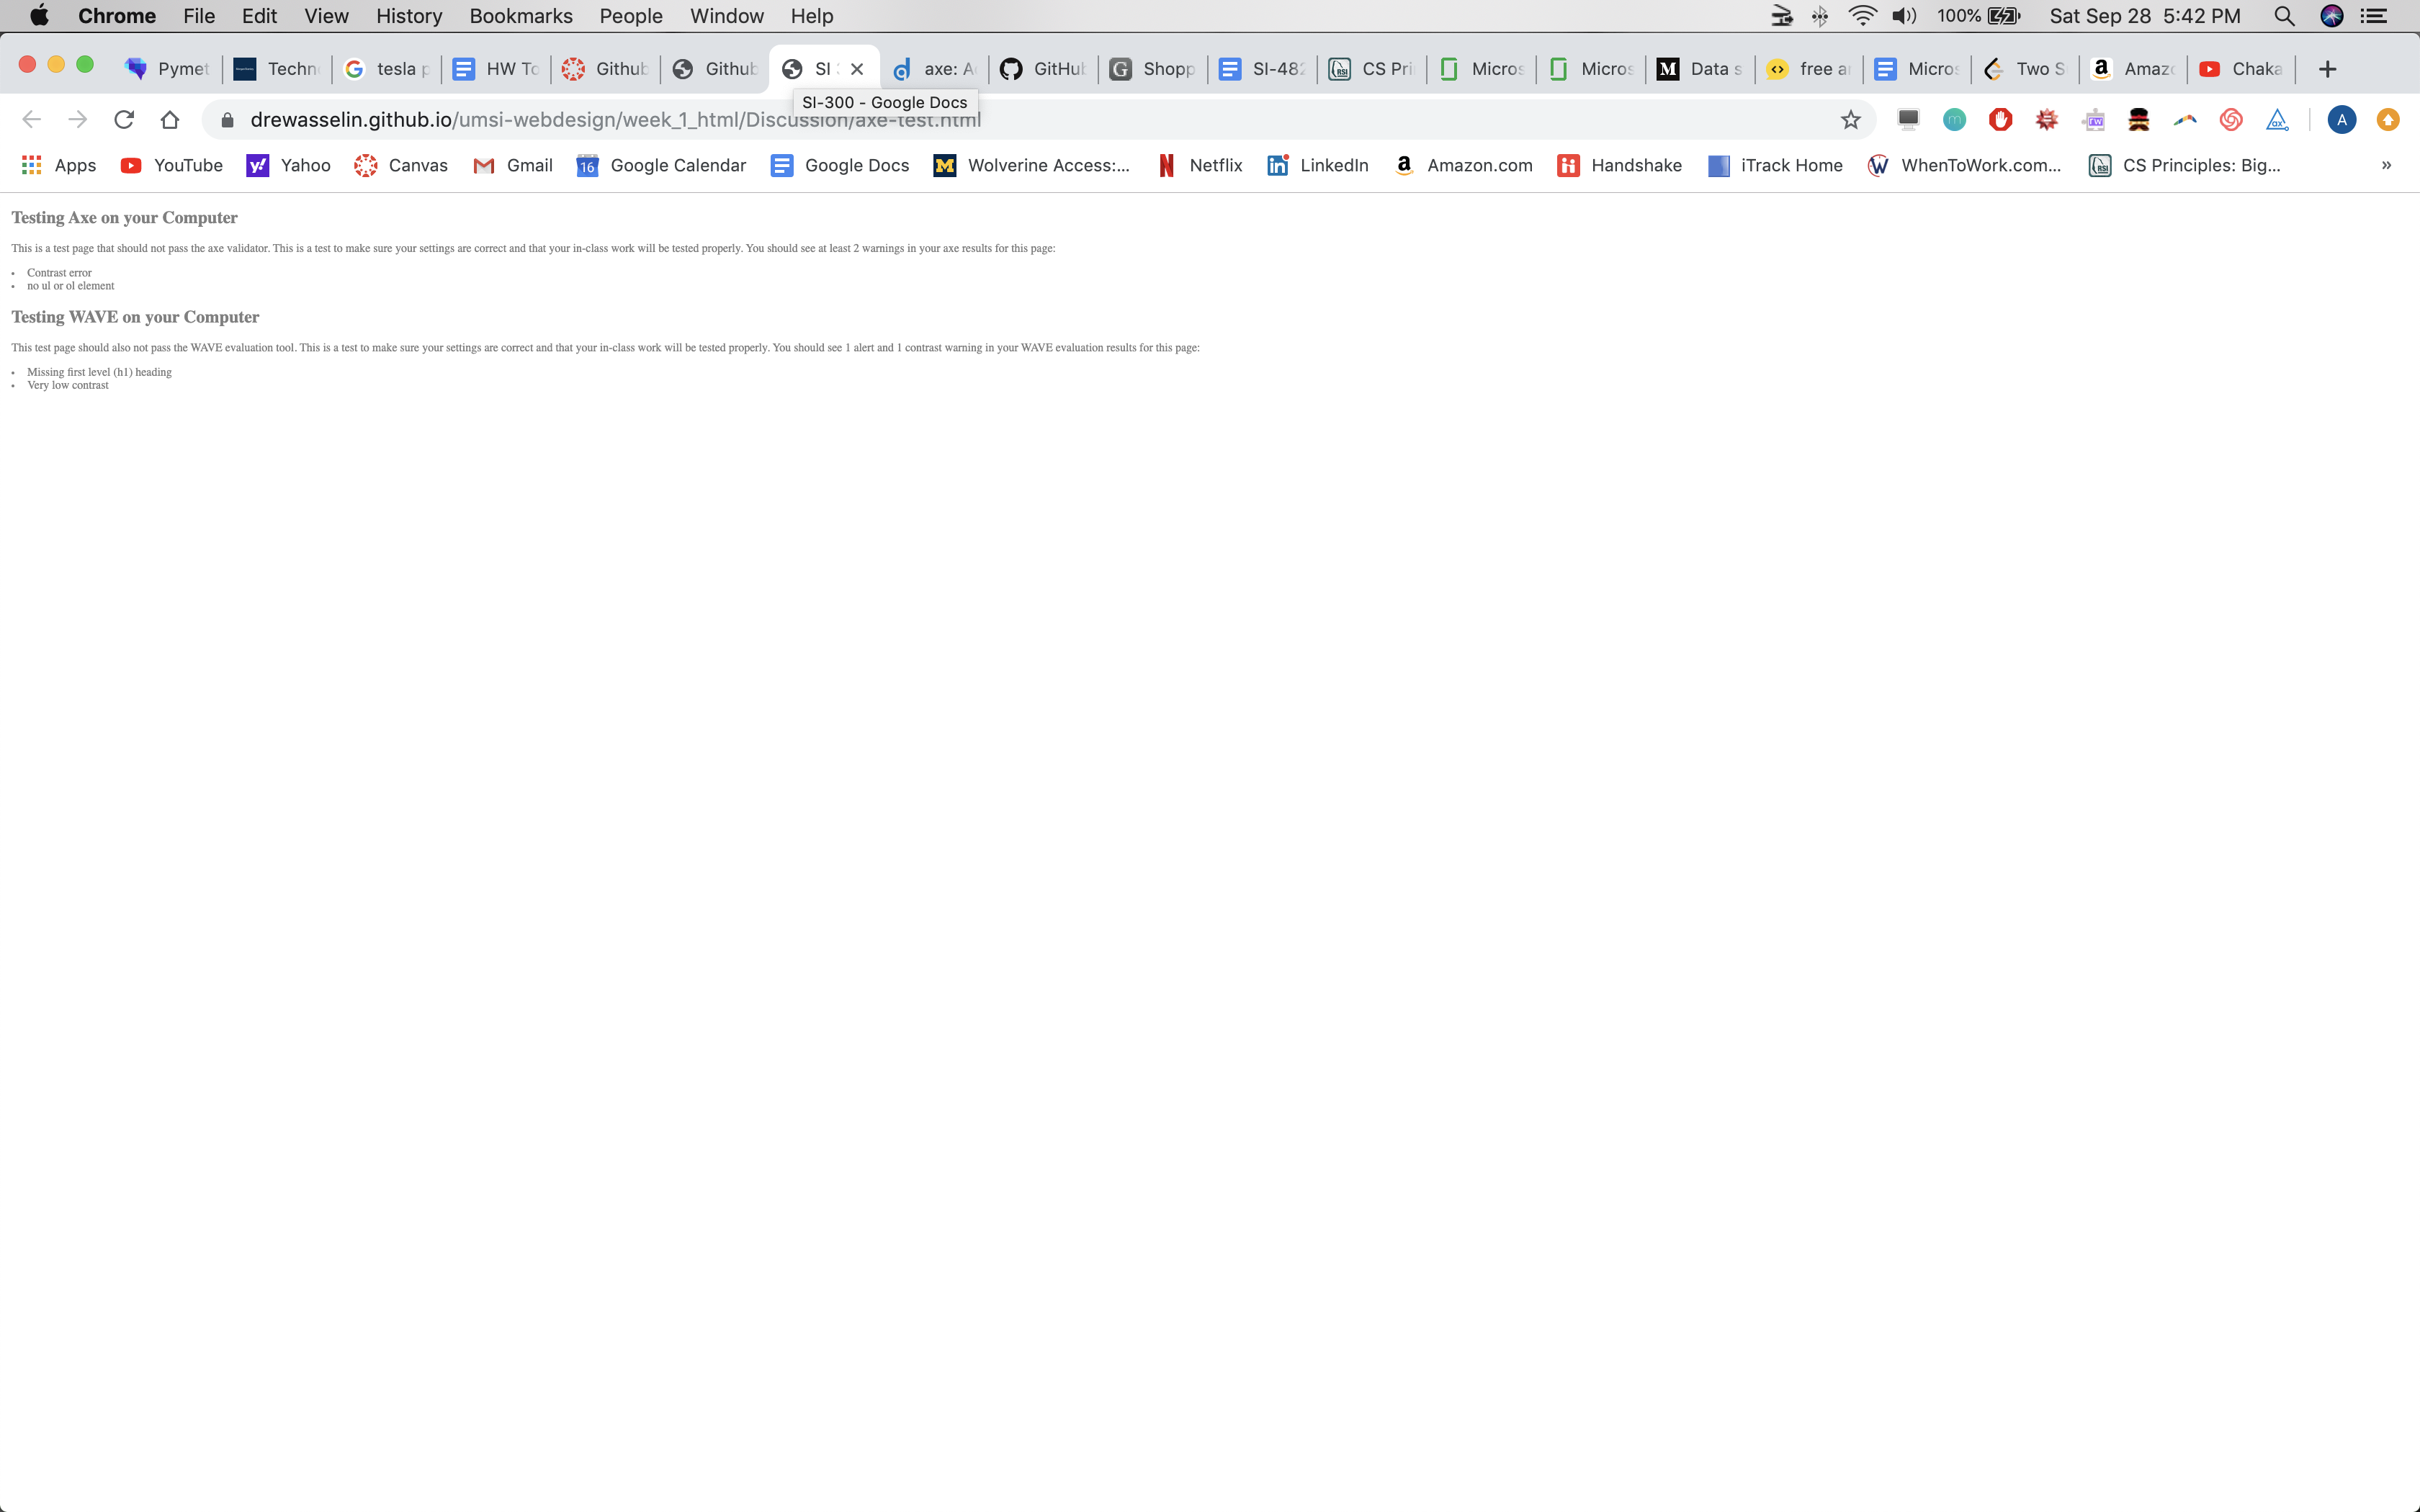 Chrome File Edit View History Bookmarks People Window Help 100% Sat Sep 28 5:42 PM
Pymet Techn tesla p HW To Github Github SI axe: A GitHub Shopp SI-482 CS Pri Micros Micros Data s free a Micros Two S Amaz Chaka
SI-300 - Google Docs
drewasselin.github.io/umsi-webdesign/week_1_html/Discussion/axe-test.html
Apps YouTube Yahoo Canvas Gmail 16 Google Calendar Google Docs Wolverine Access:... Netflix LinkedIn Amazon.com Handshake iTrack Home WhenToWork.com... CS Principles: Big... »
Testing Axe on your Computer
This is a test page that should not pass the axe validator. This is a test to make sure your settings are correct and that your in-class work will be tested properly. You should see at least 2 warnings in your axe results for this page:
• Contrast error
• no ul or ol element
Testing WAVE on your Computer
This test page should also not pass the WAVE evaluation tool. This is a test to make sure your settings are correct and that your in-class work will be tested properly. You should see 1 alert and 1 contrast warning in your WAVE evaluation results for this page:
• Missing first level (h1) heading
• Very low contrast